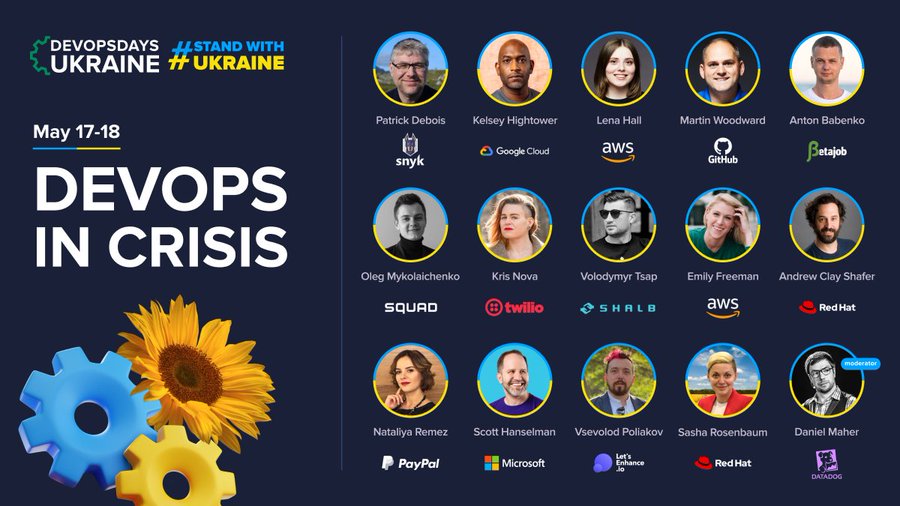 DEVOPSDAYS
UKRAINE
#STAND WITH
#UKRAINE
May 17-18
DEVOPS
IN CRISIS
Patrick Debois
snyk
Kelsey Hightower
Google Cloud
Lena Hall
aws
Martin Woodward
GitHub
Anton Babenko
βetajob
Oleg Mykolaichenko
SQUAD
Kris Nova
twilio
Volodymyr Tsap
SHALB
Emily Freeman
aws
Andrew Clay Shafer
Red Hat
Nataliya Remez
PayPal
Scott Hanselman
Microsoft
Vsevolod Poliakov
Let's
Enhance
.io
Sasha Rosenbaum
Red Hat
moderator
Daniel Maher
DATADOG